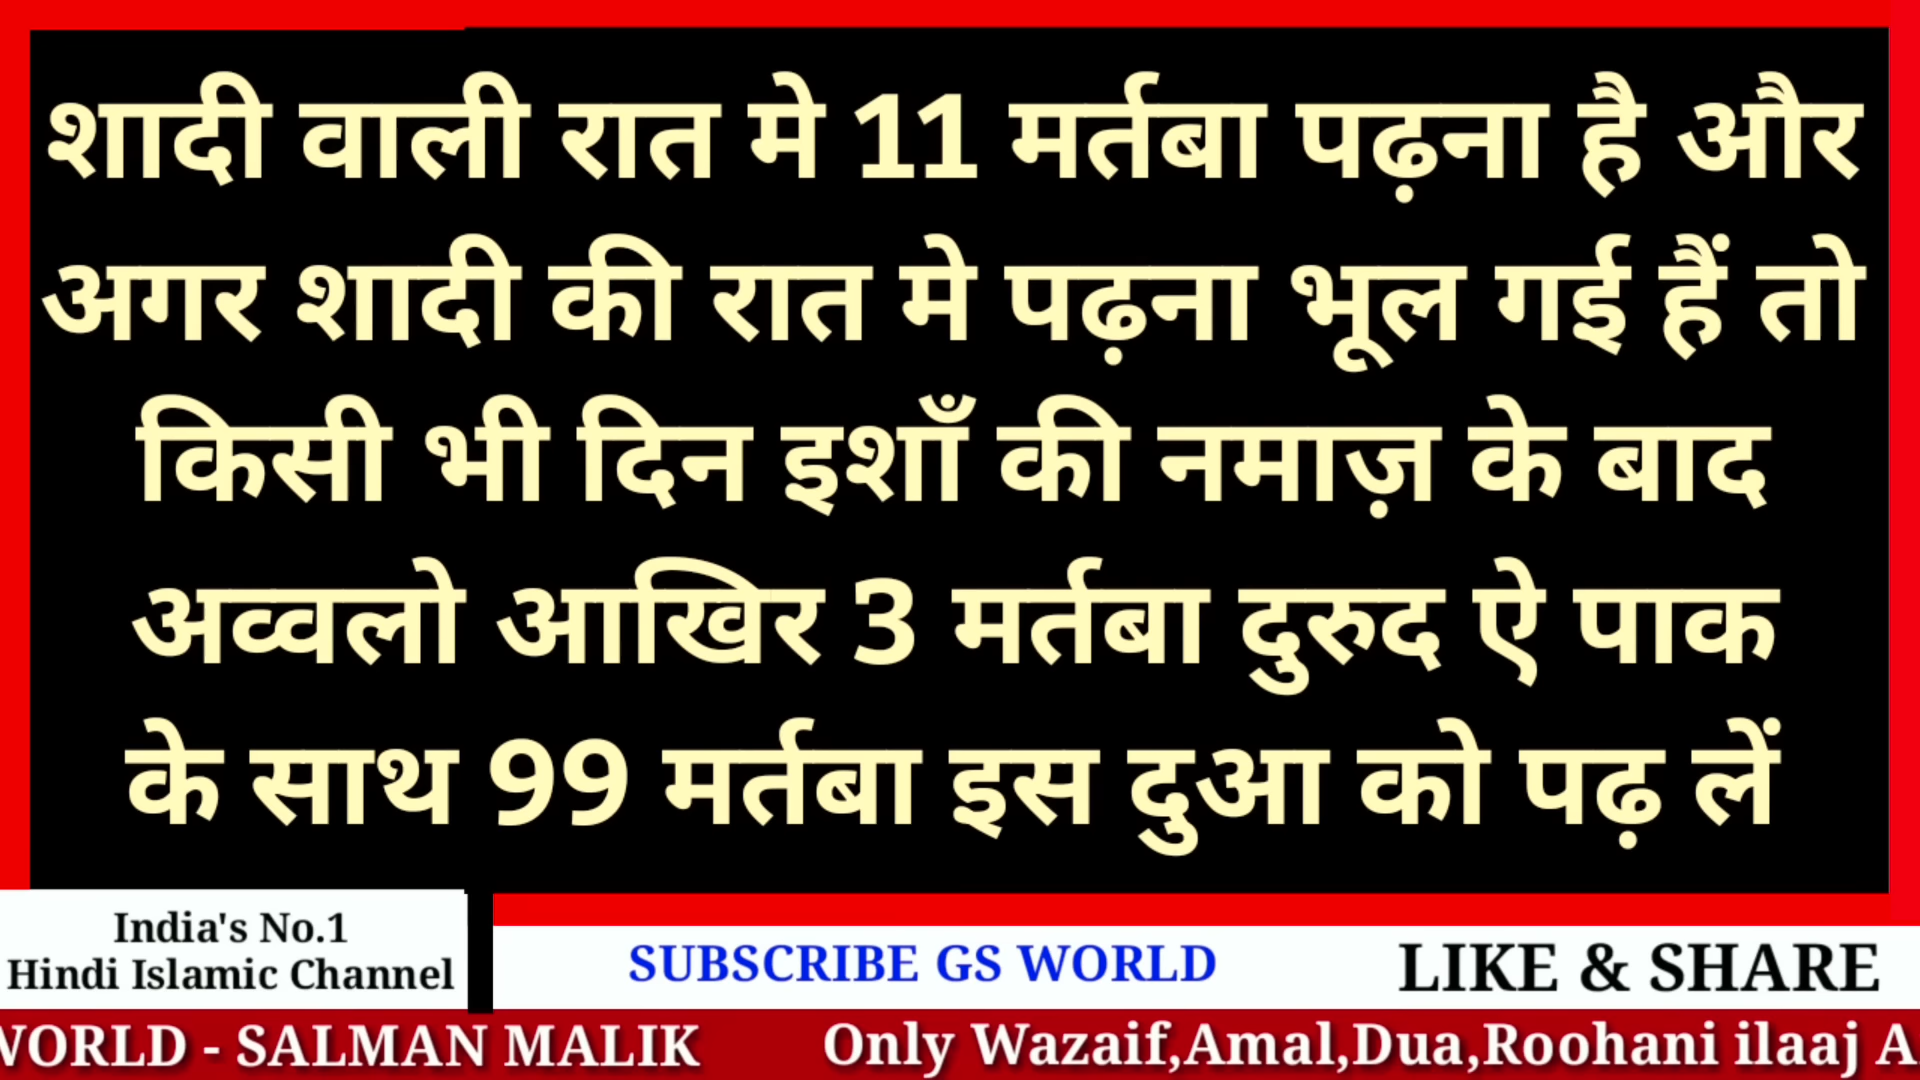 शादी वाली रात मे 11 मर्तबा पढ़ना है और
अगर शादी की रात मे पढ़ना भूल गई हैं तो
किसी भी दिन इशाँ की नमाज़ के बाद
अव्वलो आखिर 3 मर्तबा दुरुद ऐ पाक
के साथ 99 मर्तबा इस दुआ को पढ़ लें
India's No.1
Hindi Islamic Channel
SUBSCRIBE GS WORLD
LIKE & SHARE
WORLD - SALMAN MALIK Only Wazaif,Amal,Dua,Roohani ilaaj A